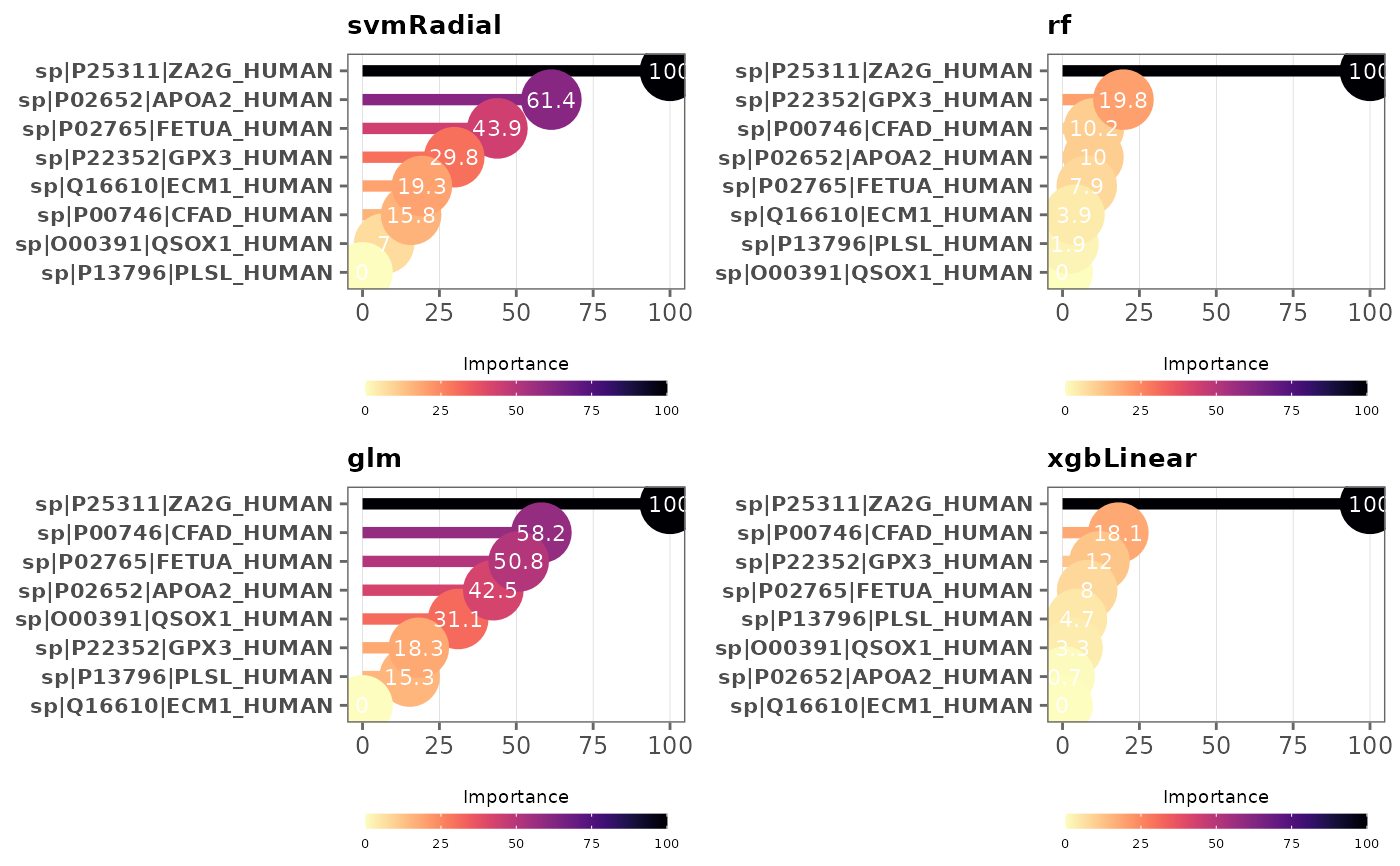 svmRadial
sp|P25311|ZA2G_HUMAN 100
sp|P02652|APOA2_HUMAN 61.4
sp|P02765|FETUA_HUMAN 43.9
sp|P22352|GPX3_HUMAN 29.8
sp|Q16610|ECM1_HUMAN 19.3
sp|P00746|CFAD_HUMAN 15.8
sp|O00391|QSOX1_HUMAN 7
sp|P13796|PLSL_HUMAN 0
0 25 50 75 100
Importance
0 25 50 75 100
rf
sp|P25311|ZA2G_HUMAN 100
sp|P22352|GPX3_HUMAN 19.8
sp|P00746|CFAD_HUMAN 10.2
sp|P02652|APOA2_HUMAN 10
sp|P02765|FETUA_HUMAN 7.9
sp|Q16610|ECM1_HUMAN 3.9
sp|P13796|PLSL_HUMAN 1.9
sp|O00391|QSOX1_HUMAN 0
0 25 50 75 100
Importance
0 25 50 75 100
glm
sp|P25311|ZA2G_HUMAN 100
sp|P00746|CFAD_HUMAN 58.2
sp|P02765|FETUA_HUMAN 50.8
sp|P02652|APOA2_HUMAN 42.5
sp|O00391|QSOX1_HUMAN 31.1
sp|P22352|GPX3_HUMAN 18.3
sp|P13796|PLSL_HUMAN 15.3
sp|Q16610|ECM1_HUMAN 0
0 25 50 75 100
Importance
0 25 50 75 100
xgbLinear
sp|P25311|ZA2G_HUMAN 100
sp|P00746|CFAD_HUMAN 18.1
sp|P22352|GPX3_HUMAN 12
sp|P02765|FETUA_HUMAN 8
sp|P13796|PLSL_HUMAN 4.7
sp|O00391|QSOX1_HUMAN 3.3
sp|P02652|APOA2_HUMAN 0.7
sp|Q16610|ECM1_HUMAN 0
0 25 50 75 100
Importance
0 25 50 75 100